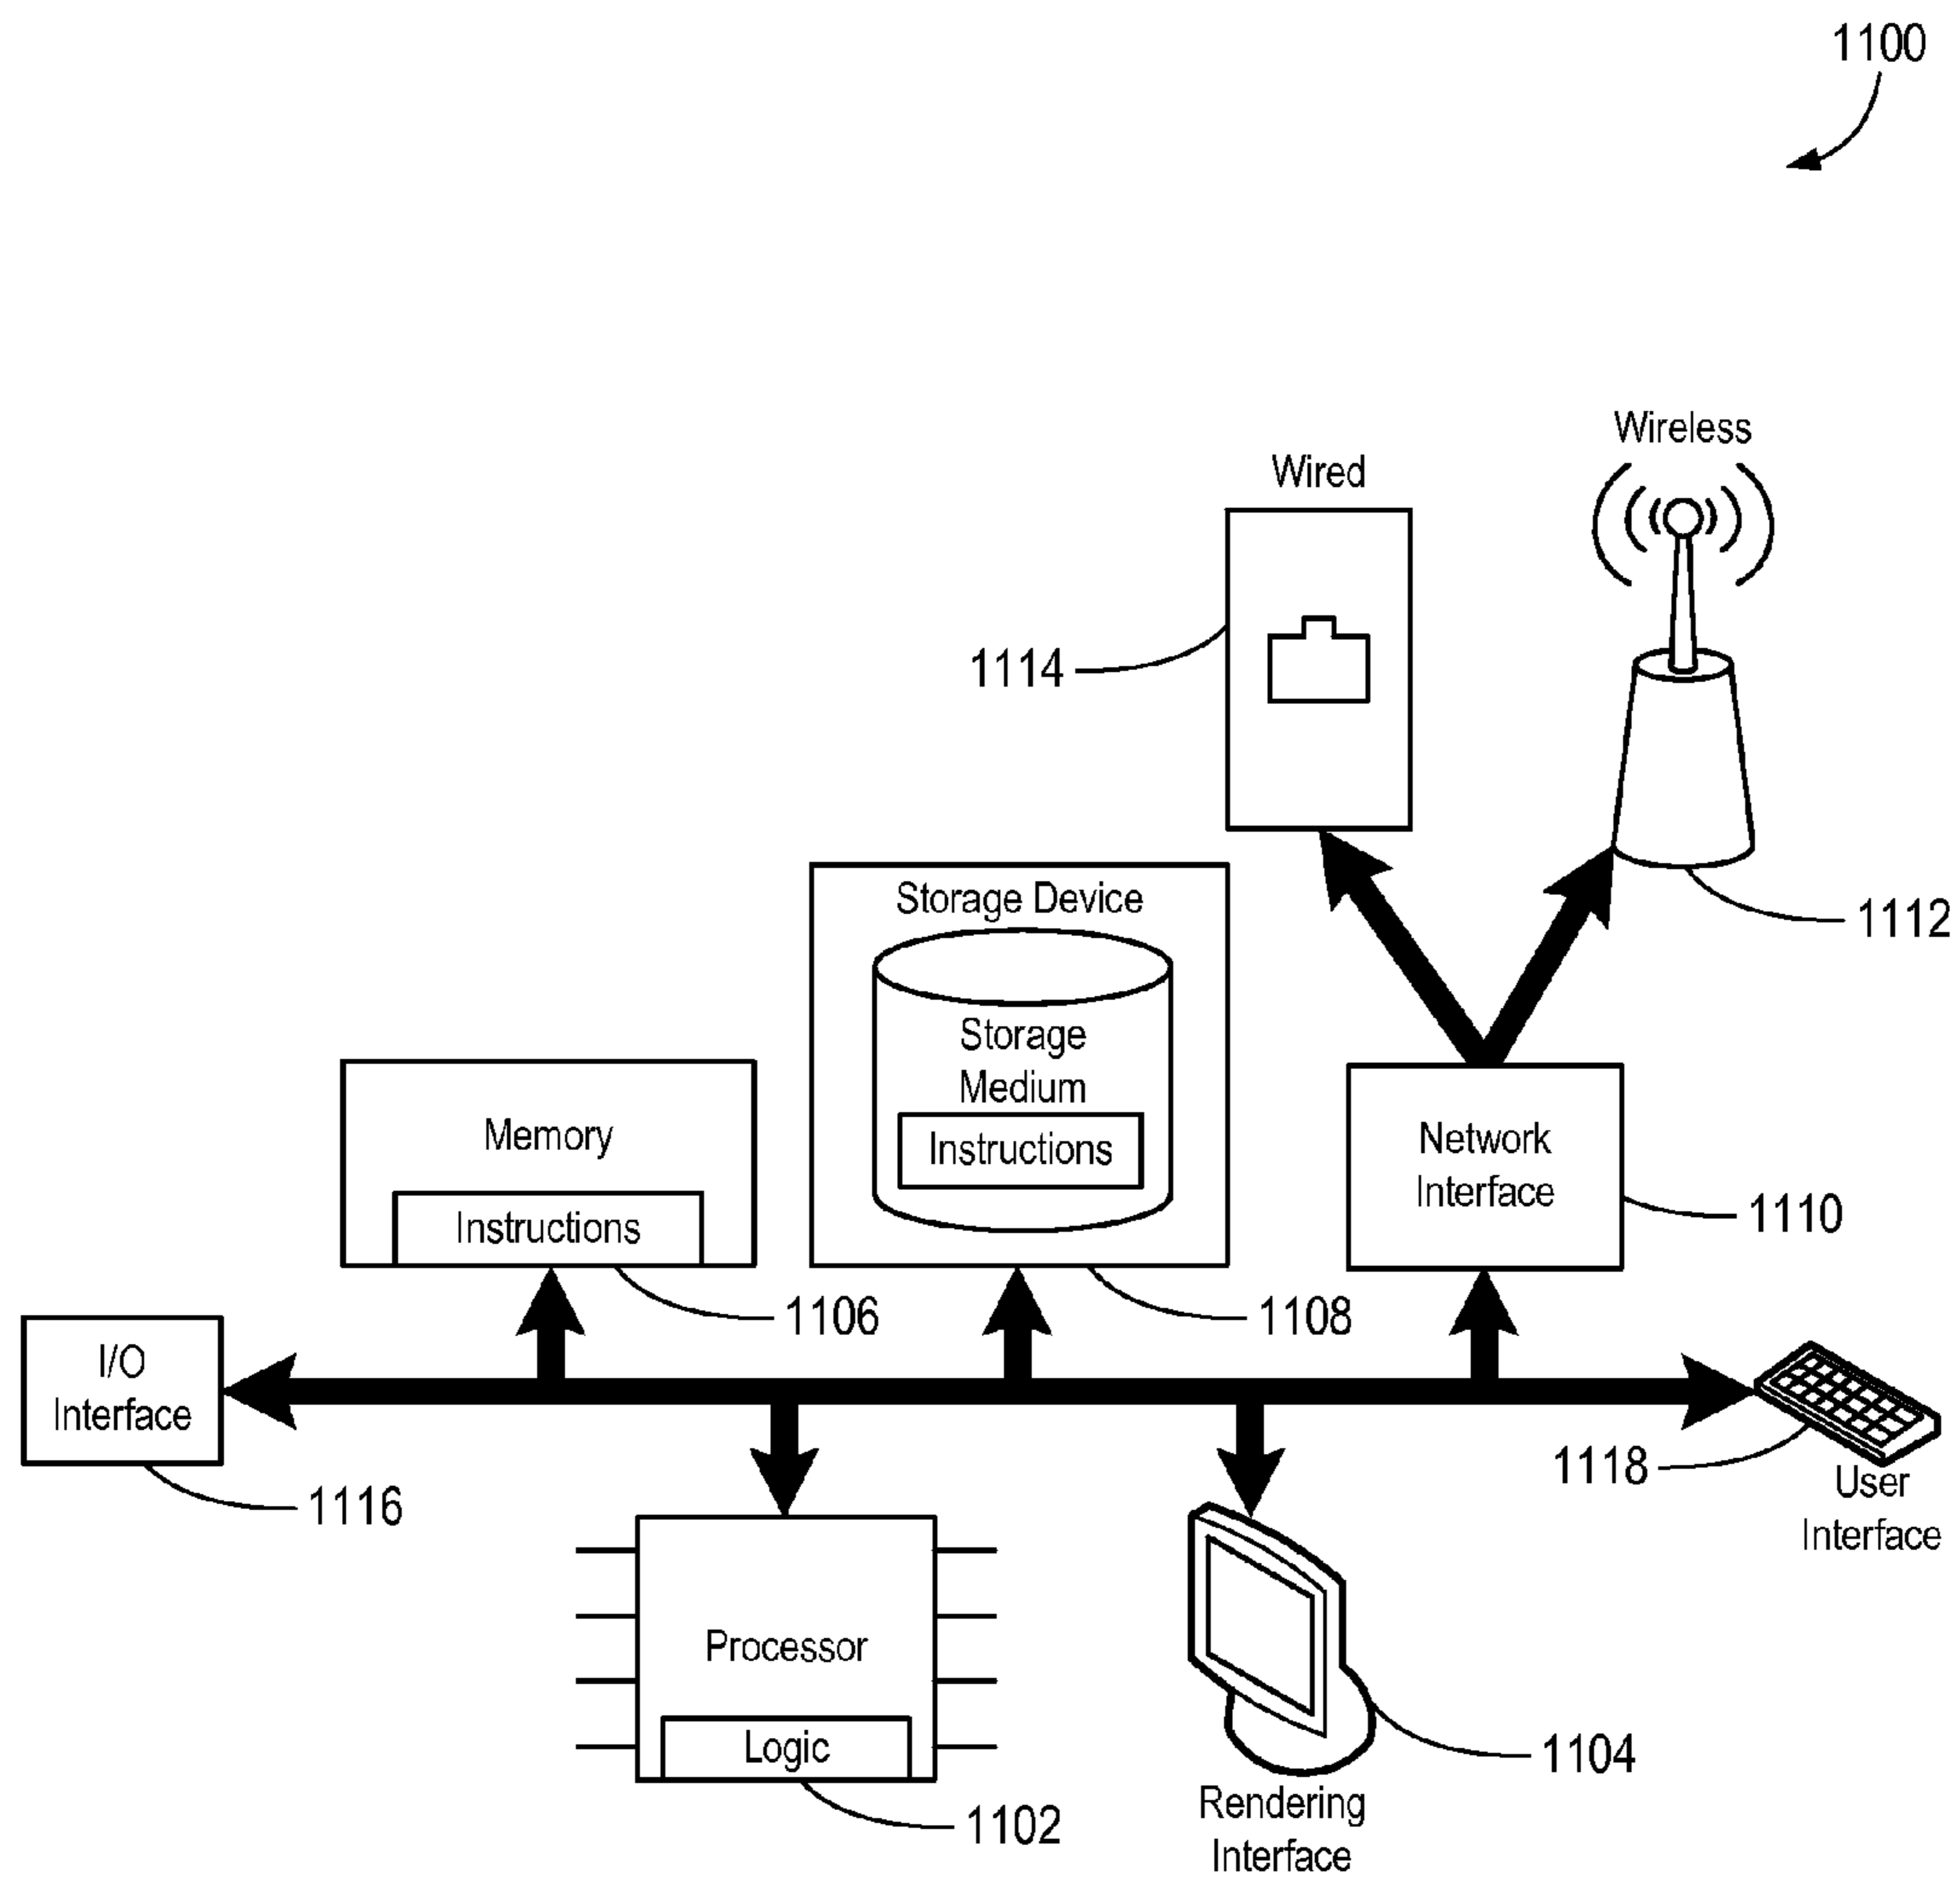 1100
Wireless
Wired
1114
1112
Storage Device
Storage
Medium
Instructions
Memory
Instructions
Network
Interface
1110
1106
1108
I/O
Interface
1116
1118
User
Interface
Processor
Logic
1102
1104
Rendering
Interface